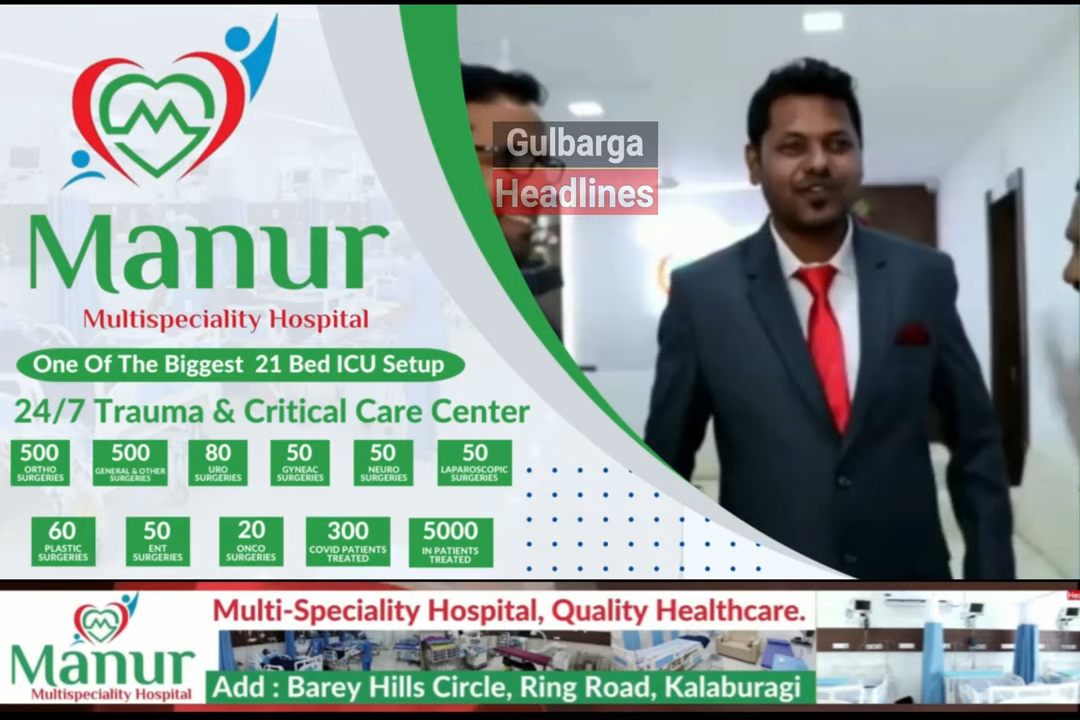 Gulbarga
Headlines
Manur
Multispeciality Hospital
One Of The Biggest 21 Bed ICU Setup
24/7 Trauma & Critical Care Center
500
ORTHO
SURGERIES
500
GENERAL & OTHER
SURGERIES
80
URO
SURGERIES
50
GYNEAC
SURGERIES
50
NEURO
SURGERIES
50
LAPAROSCOPIC
SURGERIES
60
PLASTIC
SURGERIES
50
ENT
SURGERIES
20
ONCO
SURGERIES
300
COVID PATIENTS
TREATED
5000
IN PATIENTS
TREATED
Manur
Multispeciality Hospital
Multi-Speciality Hospital, Quality Healthcare.
Add : Barey Hills Circle, Ring Road, Kalaburagi